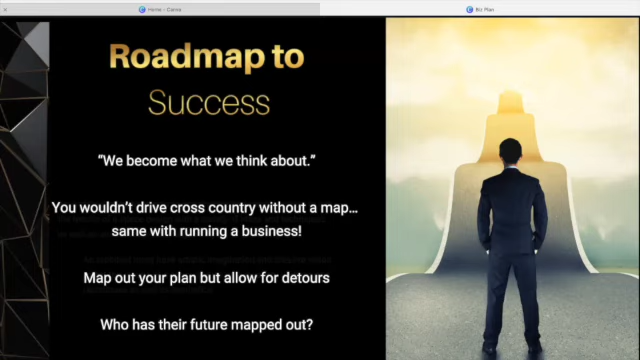 Home - Canva
Biz Plan
Roadmap to
Success
“We become what we think about.”
You wouldn’t drive cross country without a map...
same with running a business!
Map out your plan but allow for detours
Who has their future mapped out?